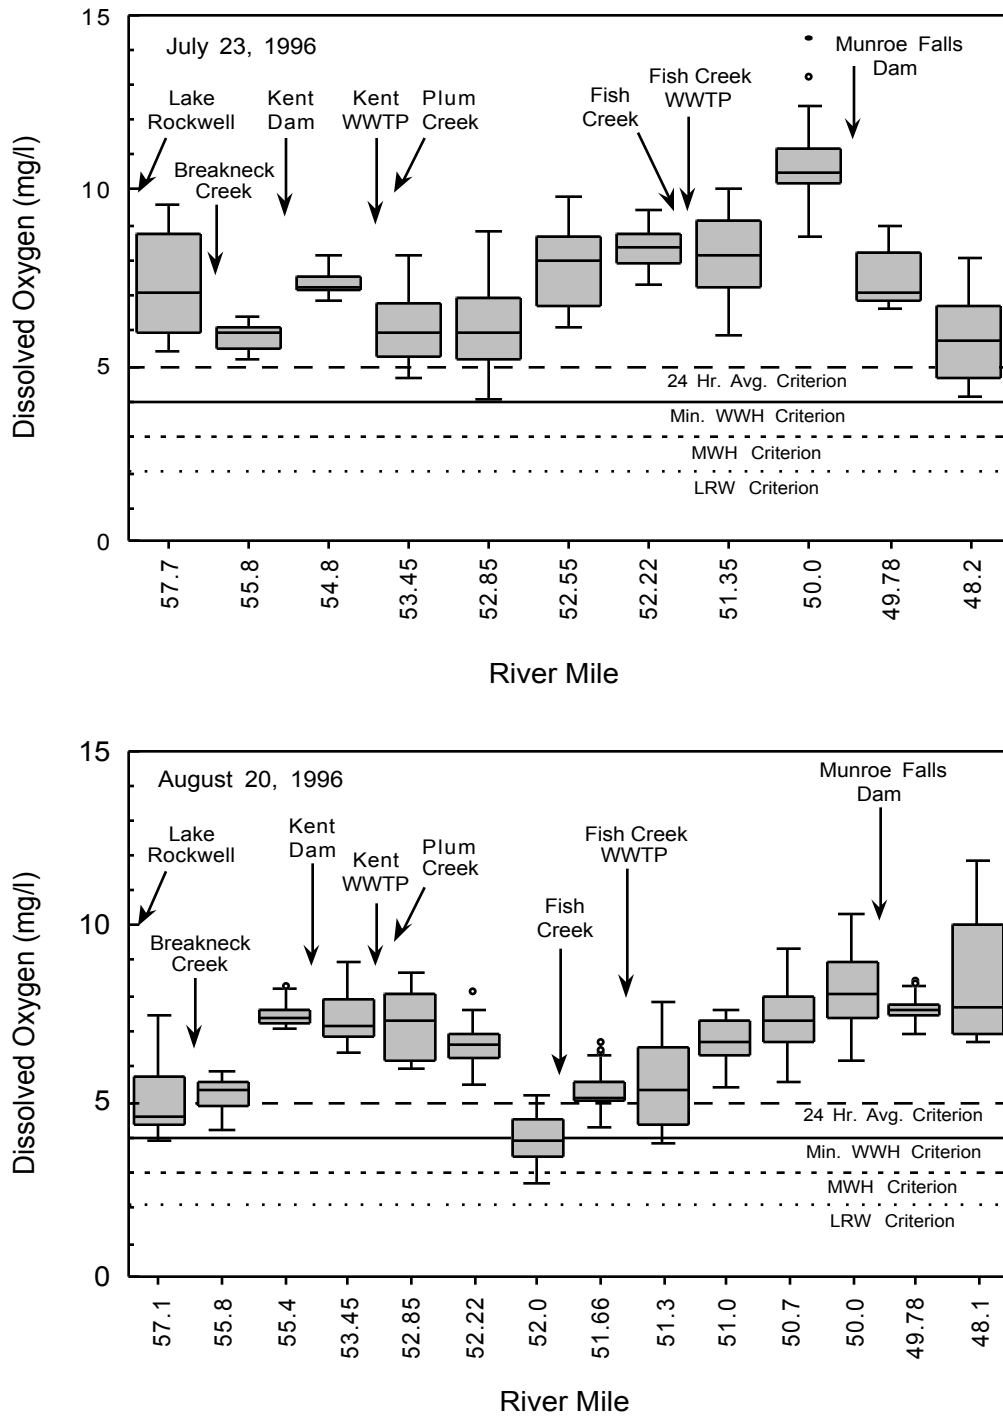 15
July 23, 1996
Munroe Falls
Dam
Fish Creek
WWTP
Lake
Rockwell
Kent
Dam
Kent
WWTP
Plum
Creek
Fish
Creek
Breakneck
Creek
10
5
0
Dissolved Oxygen (mg/l)
24 Hr. Avg. Criterion
Min. WWH Criterion
MWH Criterion
LRW Criterion
57.7
55.8
54.8
53.45
52.85
52.55
52.22
51.35
50.0
49.78
48.2
River Mile
15
August 20, 1996
Munroe Falls
Dam
Lake
Rockwell
Kent
Dam
Kent
WWTP
Plum
Creek
Fish Creek
WWTP
Fish
Creek
Breakneck
Creek
10
5
0
Dissolved Oxygen (mg/l)
24 Hr. Avg. Criterion
Min. WWH Criterion
MWH Criterion
LRW Criterion
57.1
55.8
55.4
53.45
52.85
52.22
52.0
51.66
51.3
51.0
50.7
50.0
49.78
48.1
River Mile